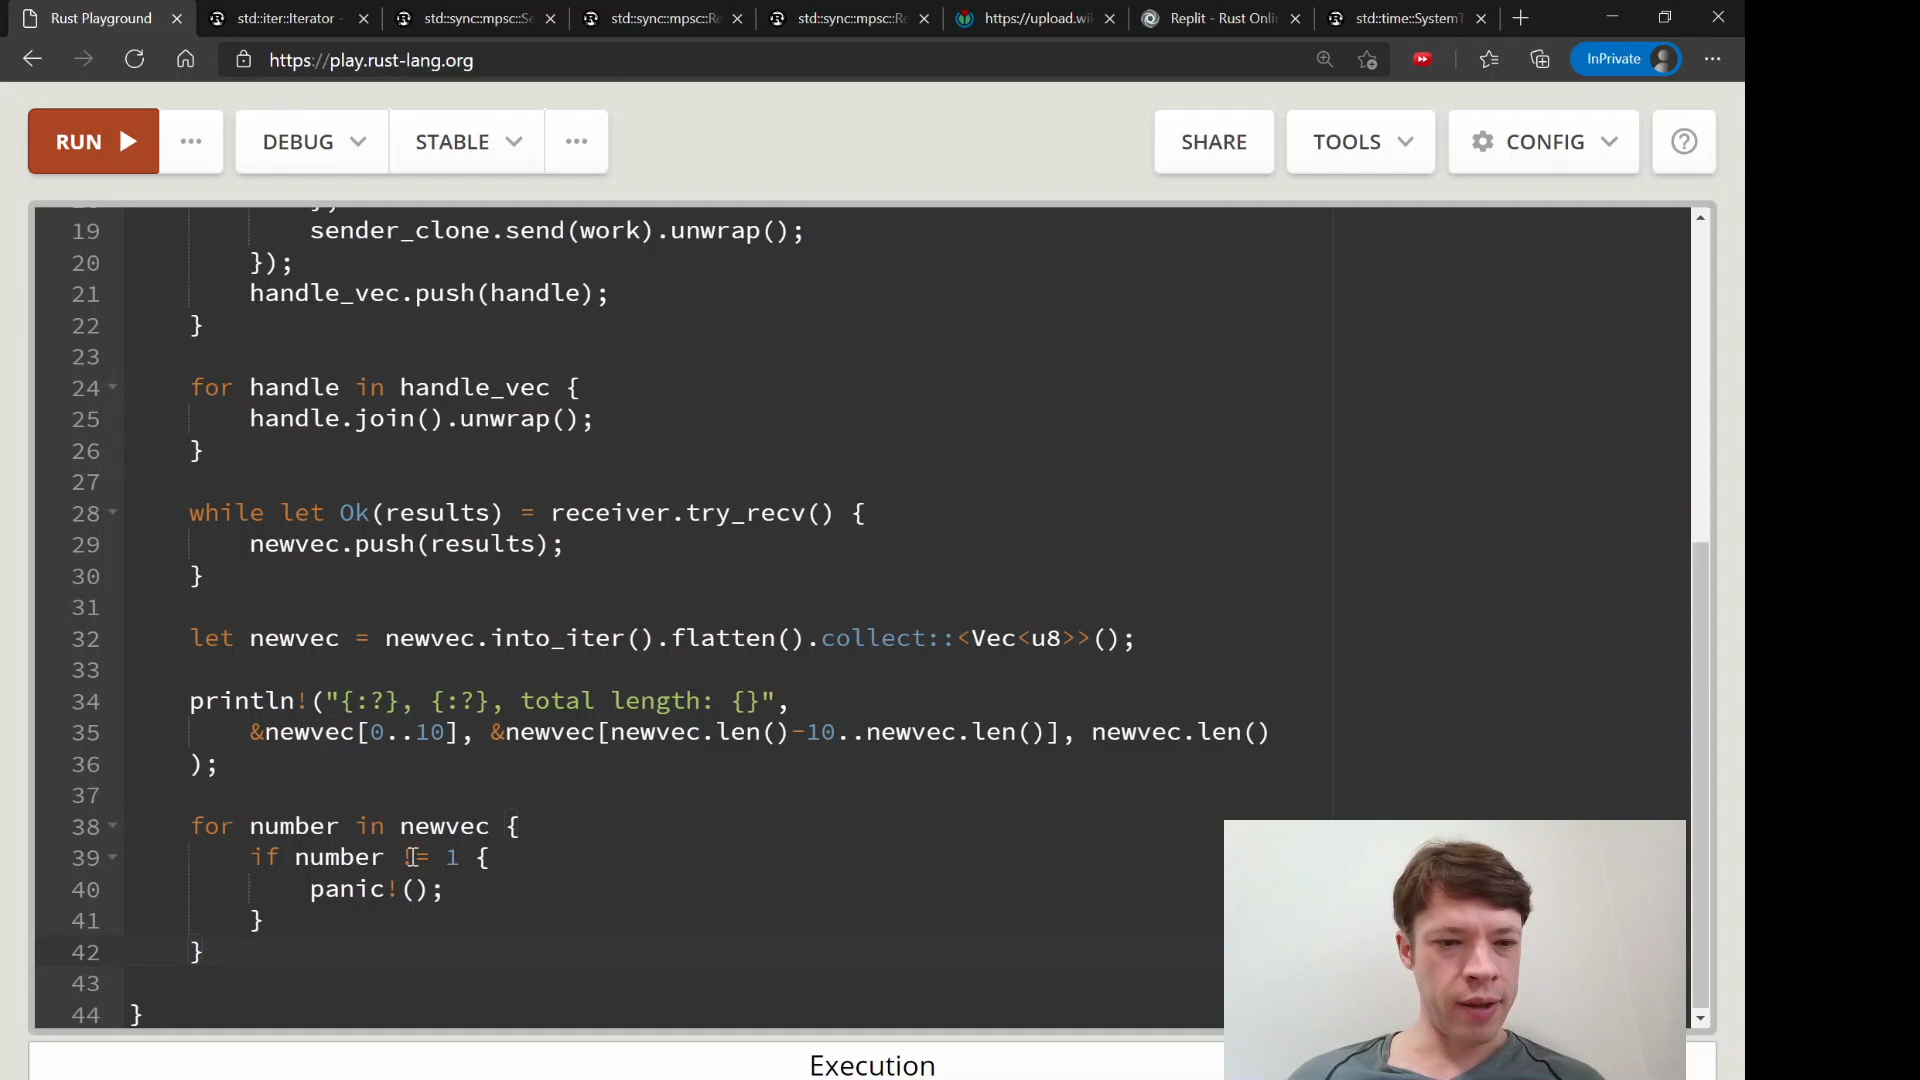 Rust Playground
std::iter::Iterator -
std::sync::mpsc::Se
std::sync::mpsc::Re
std::sync::mpsc::Re
https://upload.wi
Replit - Rust Onli
std::time::SystemT
https://play.rust-lang.org
InPrivate
RUN
DEBUG
STABLE
SHARE
TOOLS
CONFIG
19 sender_clone.send(work).unwrap();
20 });
21 handle_vec.push(handle);
22 }
23
24 for handle in handle_vec {
25 handle.join().unwrap();
26 }
27
28 while let Ok(results) = receiver.try_recv() {
29 newvec.push(results);
30 }
31
32 let newvec = newvec.into_iter().flatten().collect::<Vec<u8>>();
33
34 println!("{:?}, {:?}, total length: {}",
35 &newvec[0..10], &newvec[newvec.len()-10..newvec.len()], newvec.len()
36 );
37
38 for number in newvec {
39 if number != 1 {
40 panic!();
41 }
42 }
43
44 }
Execution